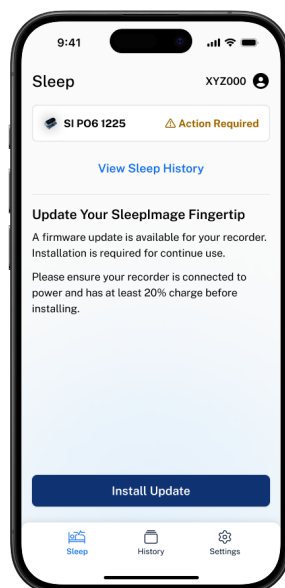 9:41
Sleep
XYZ000
SI PO6 1225
Action Required
View Sleep History
Update Your SleepImage Fingertip
A firmware update is available for your recorder.
Installation is required for continue use.
Please ensure your recorder is connected to
power and has at least 20% charge before
installing.
Install Update
Sleep
History
Settings